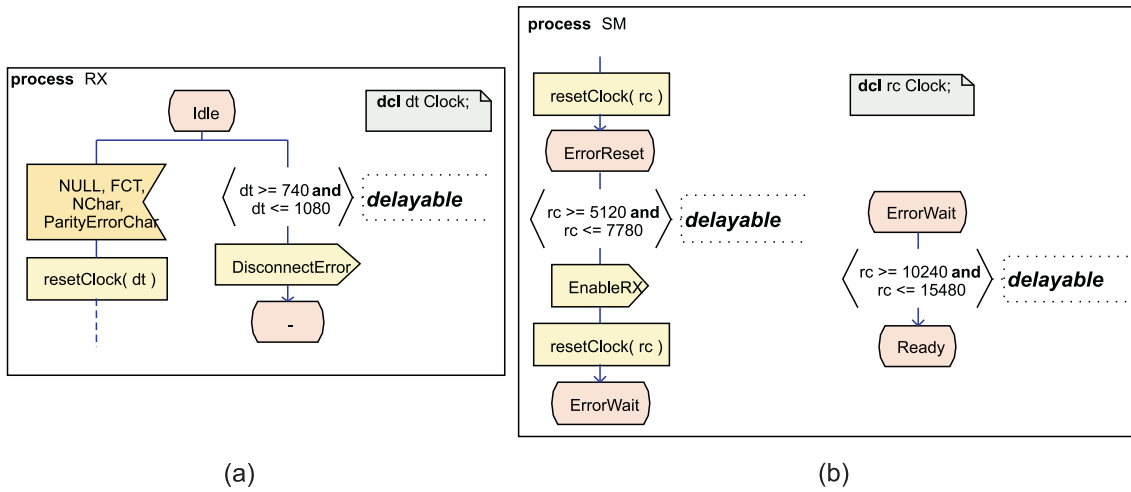 process RX
dcl dt Clock;
Idle
NULL, FCT,
NChar,
ParityErrorChar
resetClock( dt )
dt >= 740 and
dt <= 1080
delayable
DisconnectError
-
(a)
process SM
dcl rc Clock;
resetClock( rc )
ErrorReset
rc >= 5120 and
rc <= 7780
delayable
EnableRX
resetClock( rc )
ErrorWait
ErrorWait
rc >= 10240 and
rc <= 15480
delayable
Ready
(b)